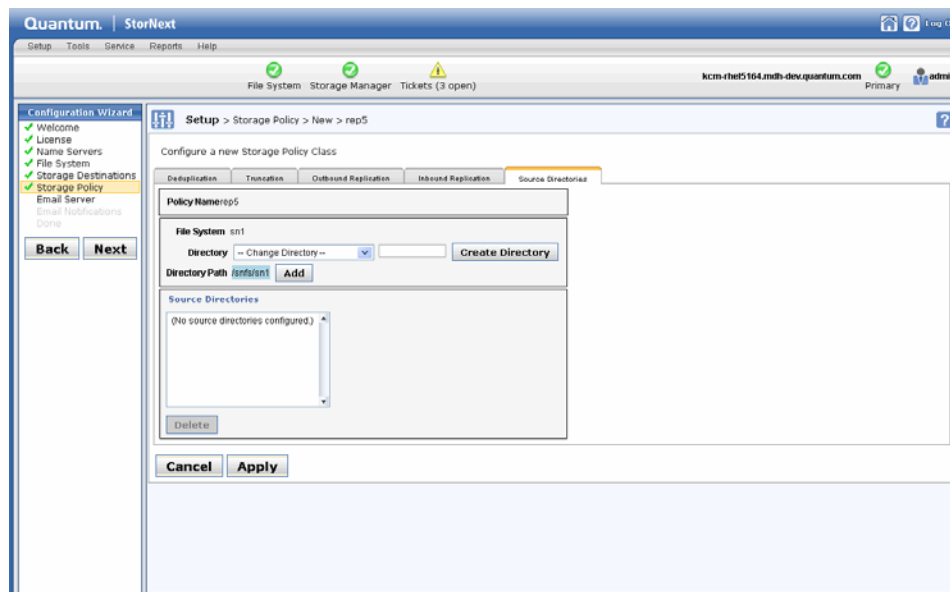 Quantum. | StorNext
Log O
Setup Tools Service Reports Help
File System Storage Manager Tickets (3 open)
kcm-rhel5164.mdh-dev.quantum.com
Primary
admi
Configuration Wizard
Welcome
License
Name Servers
File System
Storage Destinations
Storage Policy
Email Server
Email Notifications
Done
Back Next
Setup > Storage Policy > New > rep5
?
Configure a new Storage Policy Class
Deduplication Truncation Outbound Replication Inbound Replication Source Directories
Policy Namerep5
File System sn1
Directory -- Change Directory -- Create Directory
Directory Path /snfs/sn1 Add
Source Directories
(No source directories configured.)
Delete
Cancel Apply